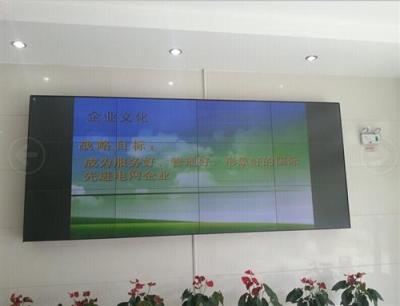 企业文化
战略目标：
成为服务好、管理好、形象好的国际
先进电网企业